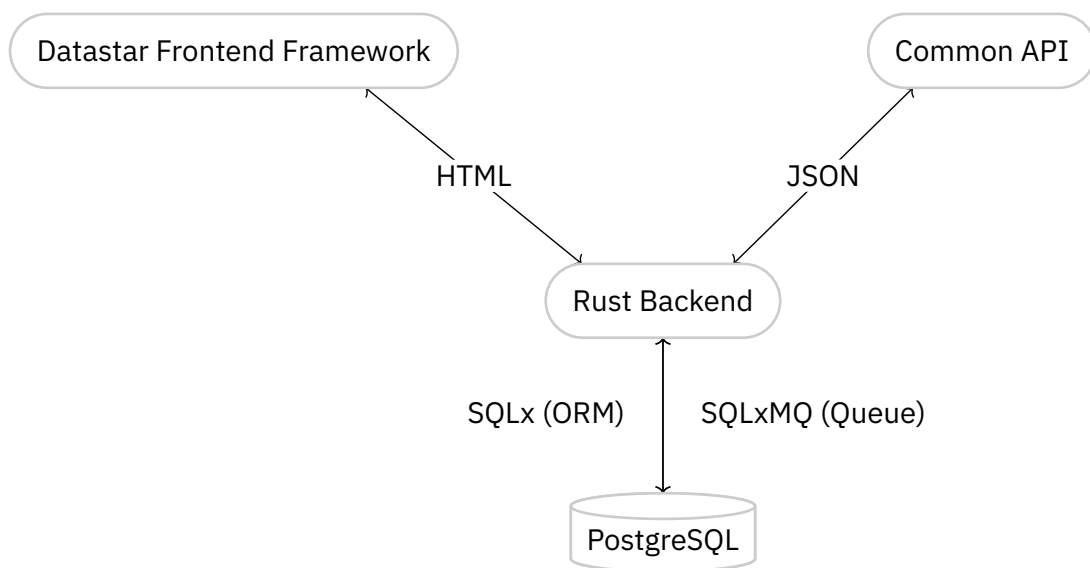 Datastar Frontend Framework
Common API
HTML
JSON
Rust Backend
SQLx (ORM)
SQLxMQ (Queue)
PostgreSQL